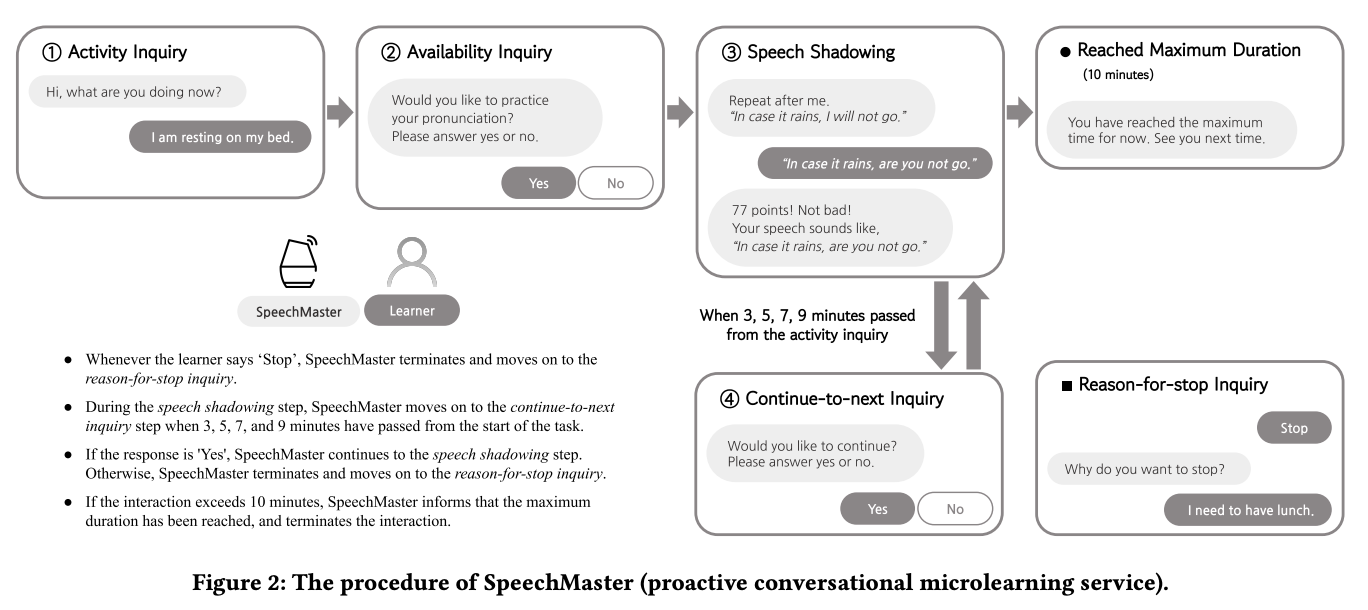 ① Activity Inquiry
Hi, what are you doing now?
I am resting on my bed.
② Availability Inquiry
Would you like to practice
your pronunciation?
Please answer yes or no.
Yes
No
③ Speech Shadowing
Repeat after me.
“In case it rains, I will not go.”
“In case it rains, are you not go.”
77 points! Not bad!
Your speech sounds like,
“In case it rains, are you not go.”
● Reached Maximum Duration
(10 minutes)
You have reached the maximum
time for now. See you next time.
SpeechMaster
Learner
When 3, 5, 7, 9 minutes passed
from the activity inquiry
● Whenever the learner says ‘Stop’, SpeechMaster terminates and moves on to the
reason-for-stop inquiry.
● During the speech shadowing step, SpeechMaster moves on to the continue-to-next
inquiry step when 3, 5, 7, and 9 minutes have passed from the start of the task.
● If the response is 'Yes', SpeechMaster continues to the speech shadowing step.
Otherwise, SpeechMaster terminates and moves on to the reason-for-stop inquiry.
● If the interaction exceeds 10 minutes, SpeechMaster informs that the maximum
duration has been reached, and terminates the interaction.
④ Continue-to-next Inquiry
Would you like to continue?
Please answer yes or no.
Yes
No
■ Reason-for-stop Inquiry
Stop
Why do you want to stop?
I need to have lunch.
Figure 2: The procedure of SpeechMaster (proactive conversational microlearning service).